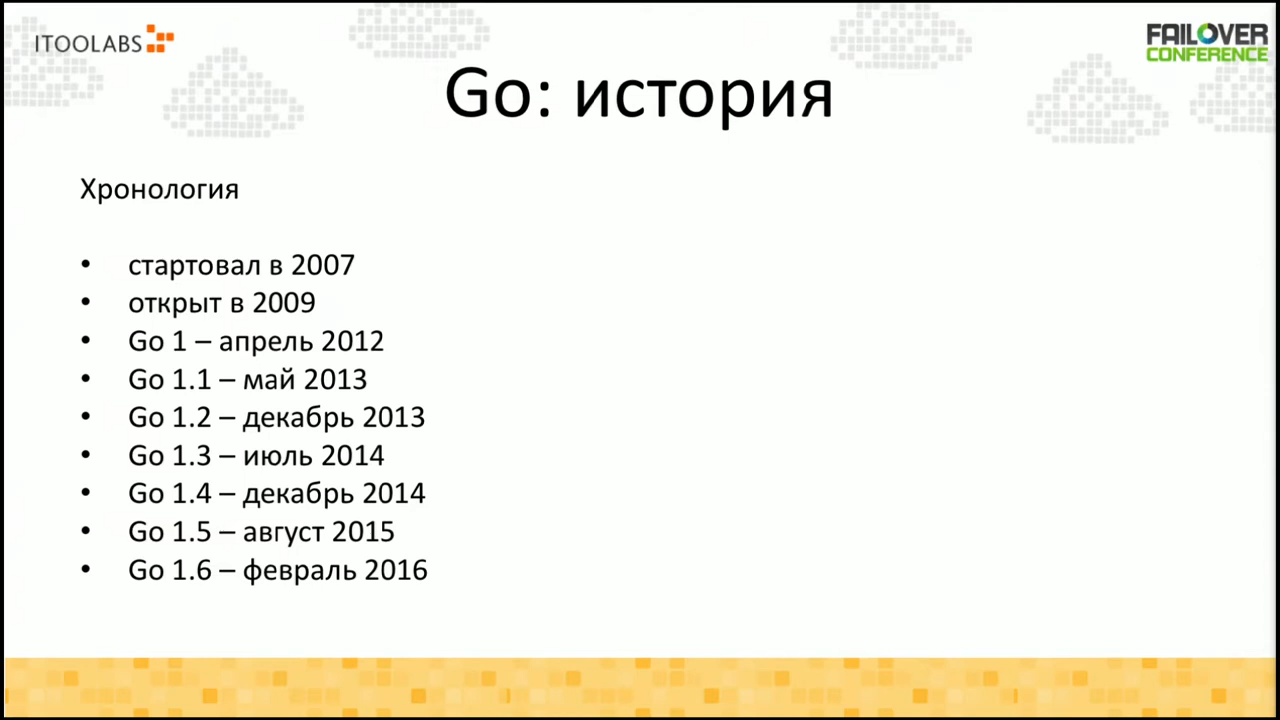 ITOOLABS
FAILOVER
CONFERENCE
Go: история
Хронология
• стартовал в 2007
• открыт в 2009
• Go 1 – апрель 2012
• Go 1.1 – май 2013
• Go 1.2 – декабрь 2013
• Go 1.3 – июль 2014
• Go 1.4 – декабрь 2014
• Go 1.5 – август 2015
• Go 1.6 – февраль 2016